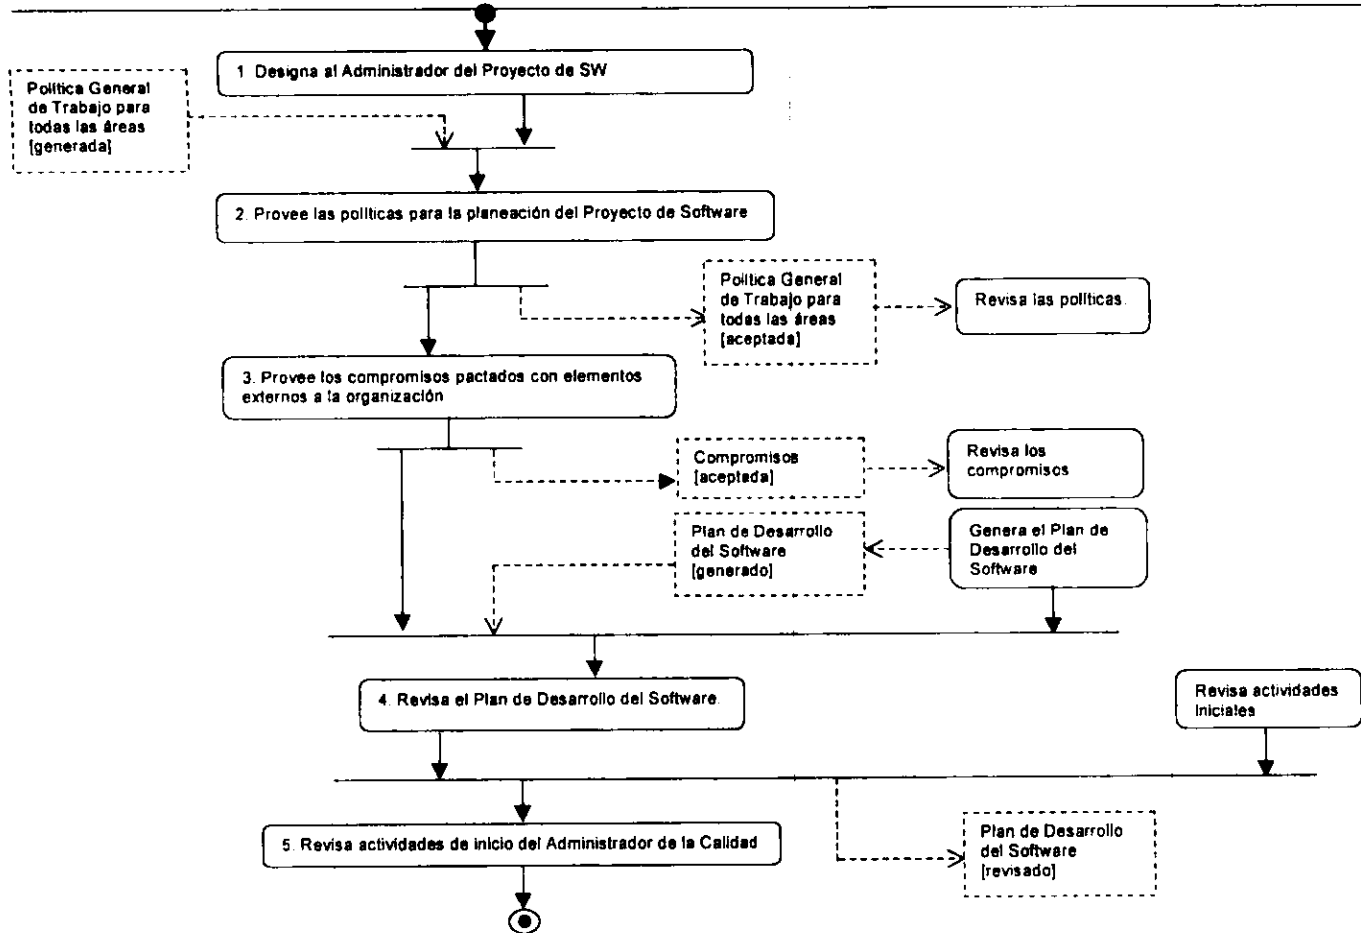 1. Designa al Administrador del Proyecto de SW
Política General
de Trabajo para
todas las áreas
[generada]
2. Provee las políticas para la planeación del Proyecto de Software
Política General
de Trabajo para
todas las áreas
[aceptada]
Revisa las políticas.
3. Provee los compromisos pactados con elementos
externos a la organización
Compromisos
[aceptada]
Revisa los
compromisos
Plan de Desarrollo
del Software
[generado]
Genera el Plan de
Desarrollo del
Software
4. Revisa el Plan de Desarrollo del Software.
Revisa actividades
Iniciales
5. Revisa actividades de inicio del Administrador de la Calidad
Plan de Desarrollo
del Software
[revisado]